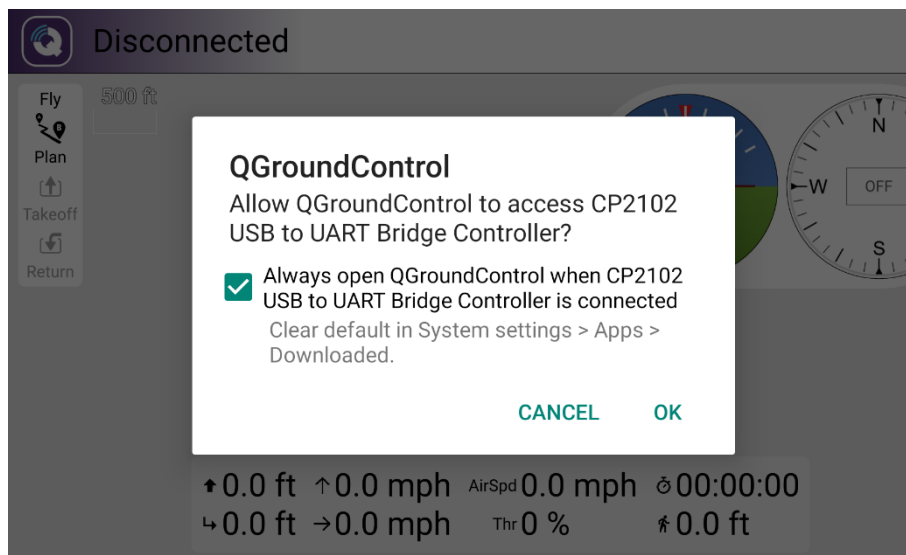 Disconnected
Fly
500 ft
Plan
Takeoff
Return
N
W
OFF
S
QGroundControl
Allow QGroundControl to access CP2102
USB to UART Bridge Controller?
Always open QGroundControl when CP2102
USB to UART Bridge Controller is connected
Clear default in System settings > Apps >
Downloaded.
CANCEL OK
0.0 ft 0.0 mph AirSpd 0.0 mph 00:00:00
0.0 ft 0.0 mph Thr 0 % 0.0 ft